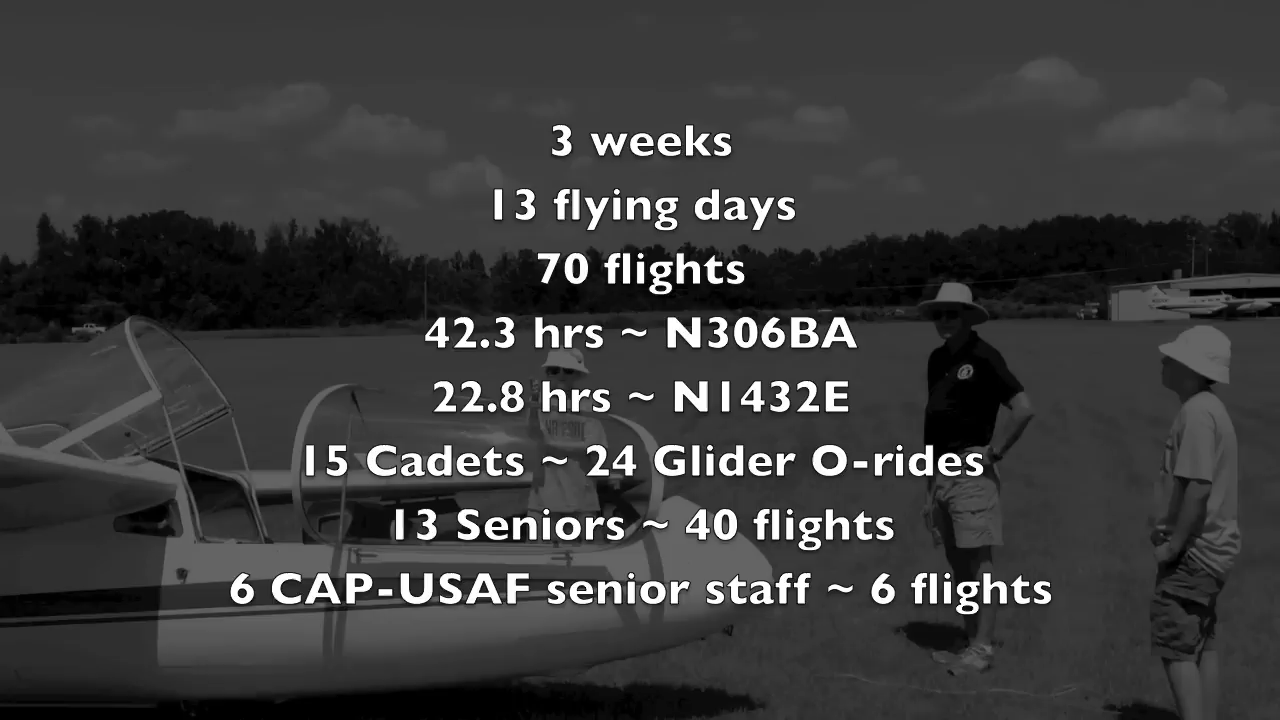 3 weeks
13 flying days
70 flights
42.3 hrs ~ N306BA
22.8 hrs ~ N1432E
15 Cadets ~ 24 Glider O-rides
13 Seniors ~ 40 flights
6 CAP-USAF senior staff ~ 6 flights